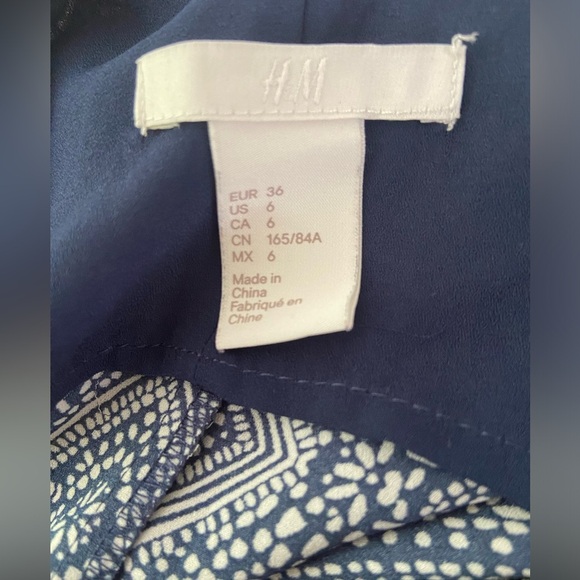 H&M
EUR 36
US 6
CA 6
CN 165/84A
MX 6
Made in
China
Fabriqué en
Chine